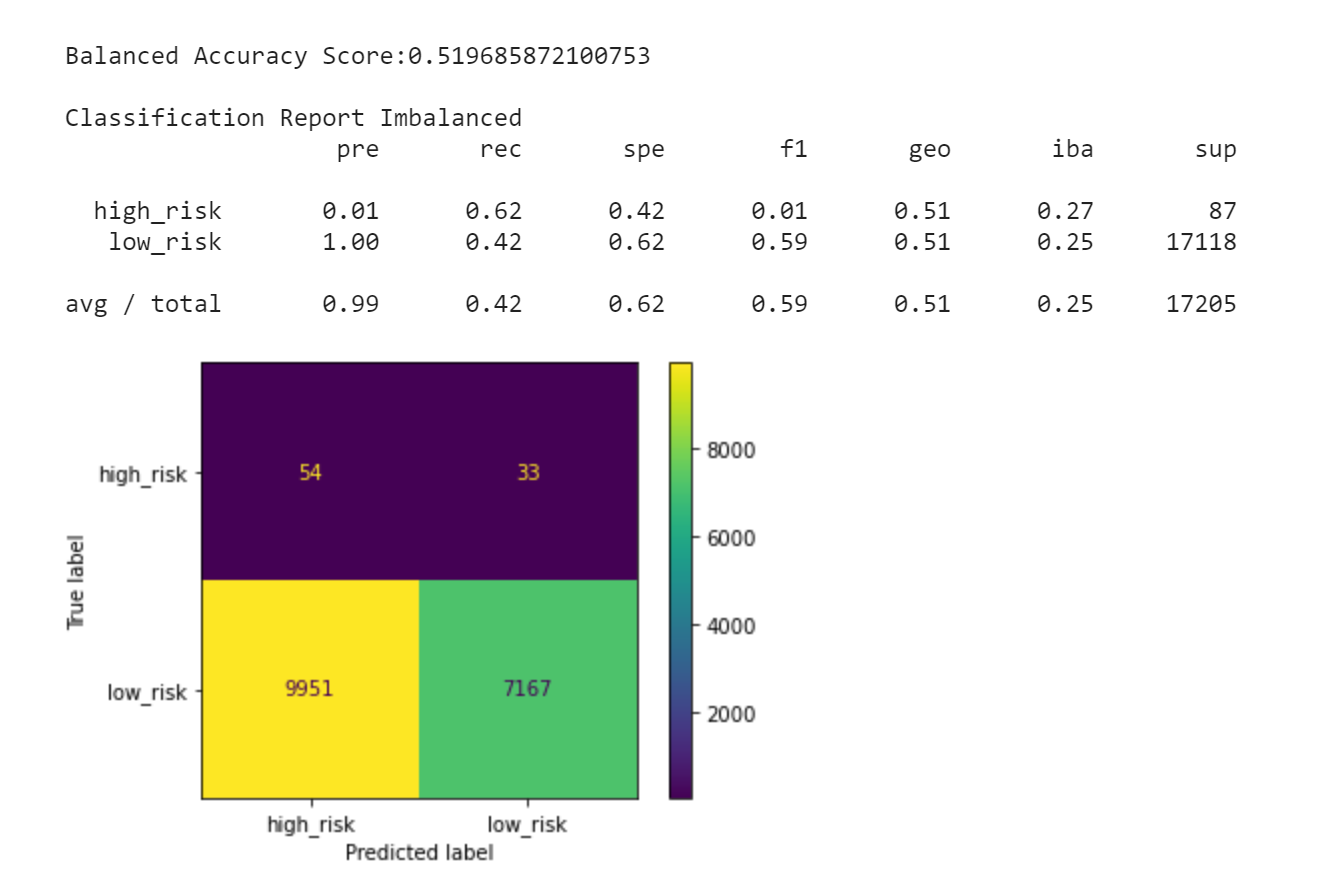 Balanced Accuracy Score:0.519685872100753
Classification Report Imbalanced
pre rec spe f1 geo iba sup
high_risk 0.01 0.62 0.42 0.01 0.51 0.27 87
low_risk 1.00 0.42 0.62 0.59 0.51 0.25 17118
avg / total 0.99 0.42 0.62 0.59 0.51 0.25 17205
high_risk 54 33
low_risk 9951 7167
True label
high_risk low_risk
Predicted label
8000
6000
4000
2000